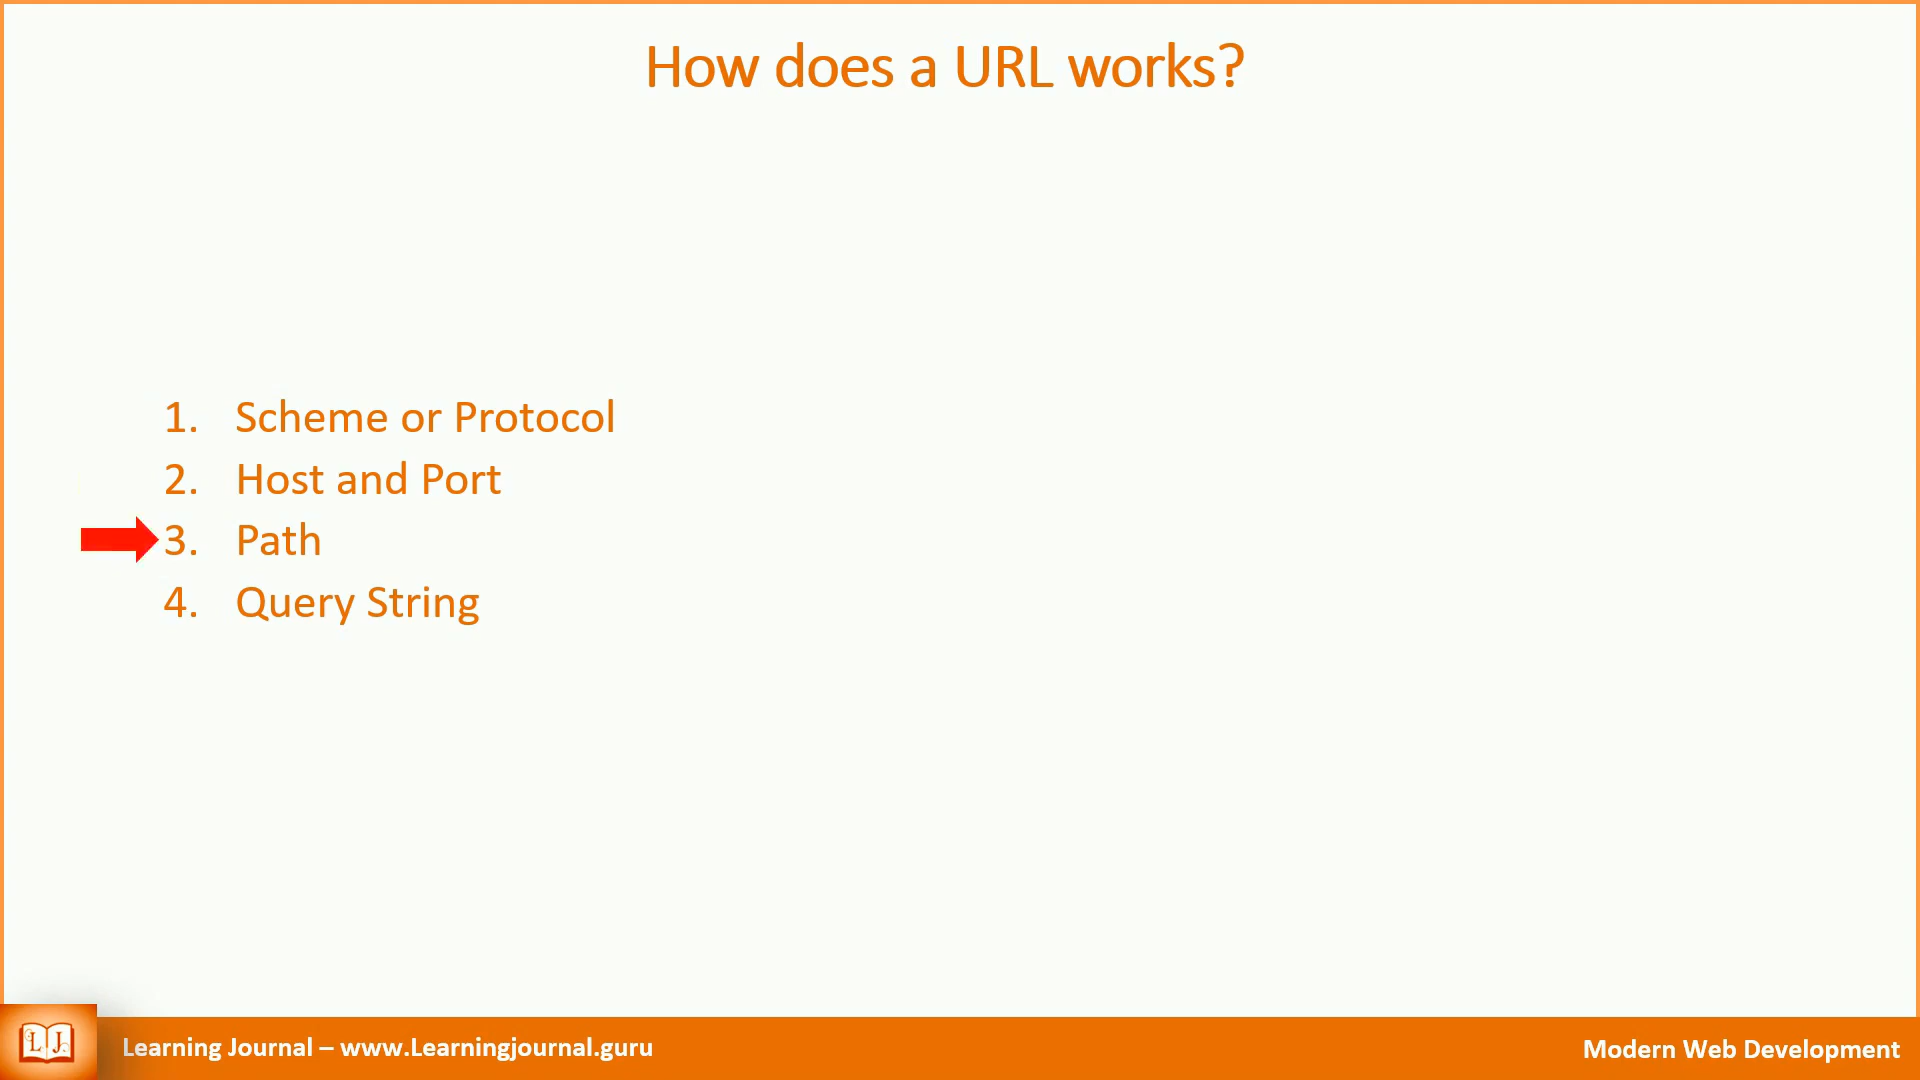 How does a URL works?
1. Scheme or Protocol
2. Host and Port
3. Path
4. Query String
L J.
Learning Journal – www.Learningjournal.guru
Modern Web Development